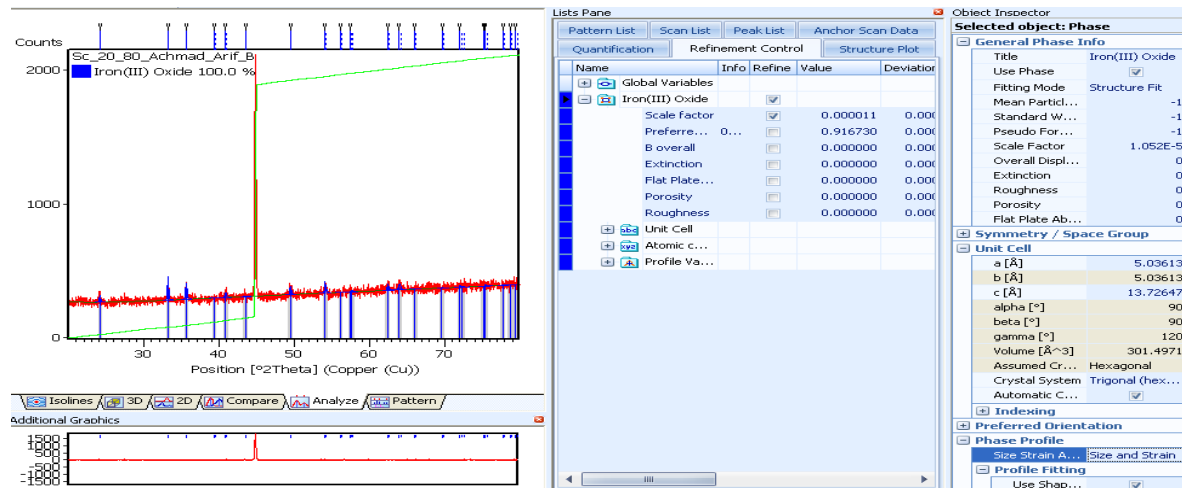 Counts
Sc_20_80_Achmad_Arif_B
Iron(III) Oxide 100.0 %
2000
1000
0
30 40 50 60 70
Position [°2Theta] (Copper (Cu))
Isolines 3D 2D Compare Analyze Pattern
Additional Graphics
1500
1000
500
0
-500
-1000
-1500
Lists Pane
Pattern List Scan List Peak List Anchor Scan Data
Quantification Refinement Control Structure Plot
Name Info Refine Value Deviation
Global Variables
Iron(III) Oxide
Scale factor 0.000011 0.000
Preferre... 0... 0.916730 0.000
B overall 0.000000 0.000
Extinction 0.000000 0.000
Flat Plate... 0.000000 0.000
Porosity 0.000000 0.000
Roughness 0.000000 0.000
Unit Cell
Atomic c...
Profile Va...
Object Inspector
Selected object: Phase
General Phase Info
Title Iron(III) Oxide
Use Phase
Fitting Mode Structure Fit
Mean Particl... -1
Standard W... -1
Pseudo For... -1
Scale Factor 1.052E-5
Overall Displ... 0
Extinction 0
Roughness 0
Porosity 0
Flat Plate Ab... 0
Symmetry / Space Group
Unit Cell
a [Å] 5.03613
b [Å] 5.03613
c [Å] 13.72647
alpha [°] 90
beta [°] 90
gamma [°] 120
Volume [Å^3] 301.4971
Assumed Cr... Hexagonal
Crystal System Trigonal (hex...
Automatic C...
Indexing
Preferred Orientation
Phase Profile
Size Strain A... Size and Strain
Profile Fitting
Use Shap...